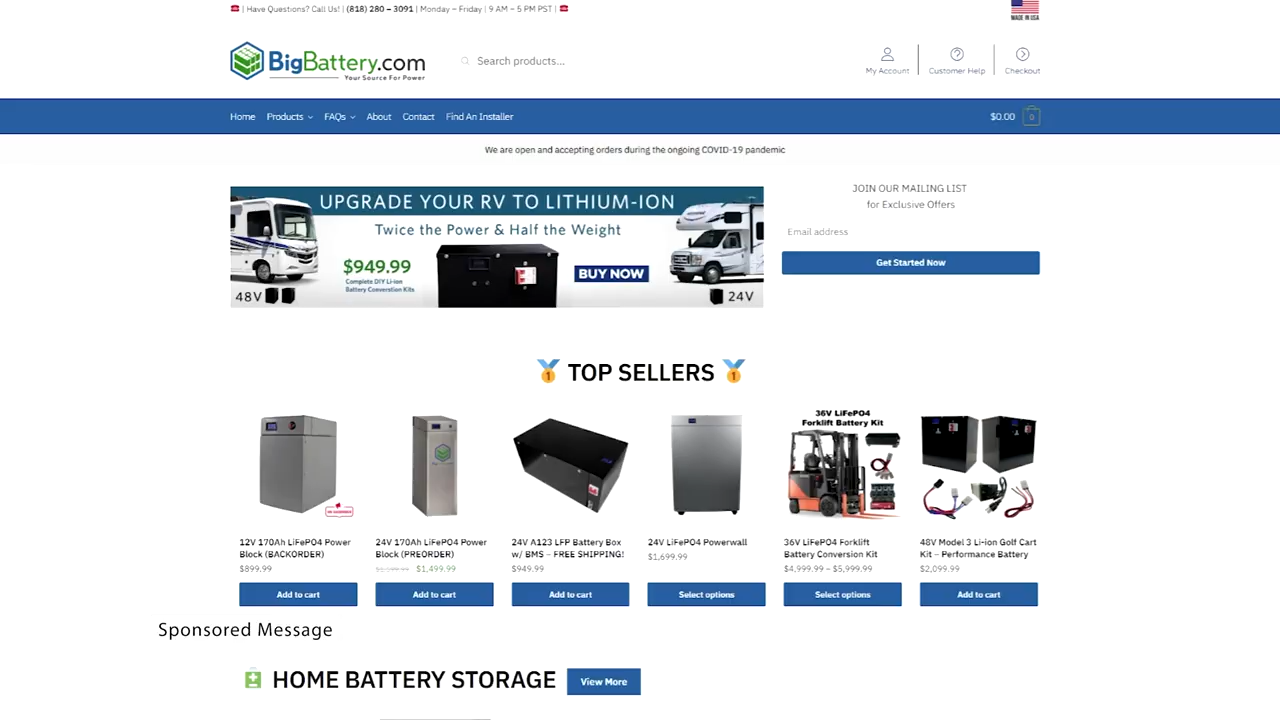 | Have Questions? Call Us! | (818) 280 – 3091 | Monday – Friday | 9 AM – 5 PM PST |
MADE IN USA
BigBattery.com
Your Source For Power
Search products...
My Account
Customer Help
Checkout
Home
Products
FAQs
About
Contact
Find An Installer
$0.00
0
We are open and accepting orders during the ongoing COVID-19 pandemic
UPGRADE YOUR RV TO LITHIUM-ION
Twice the Power & Half the Weight
$949.99
Complete DIY Li-ion
Battery Conversion Kits
BUY NOW
48V
24V
JOIN OUR MAILING LIST
for Exclusive Offers
Email address
Get Started Now
TOP SELLERS
12V 170Ah LiFePO4 Power
Block (BACKORDER)
$899.99
Add to cart
24V 170Ah LiFePO4 Power
Block (PREORDER)
$1,499.99
Add to cart
24V A123 LFP Battery Box
w/ BMS – FREE SHIPPING!
$949.99
Add to cart
24V LiFePO4 Powerwall
$1,699.99
Select options
36V LiFePO4
Forklift Battery Kit
36V LiFePO4 Forklift
Battery Conversion Kit
$4,999.99 – $5,999.99
Select options
48V Model 3 Li-ion Golf Cart
Kit – Performance Battery
$2,099.99
Add to cart
Sponsored Message
HOME BATTERY STORAGE
View More